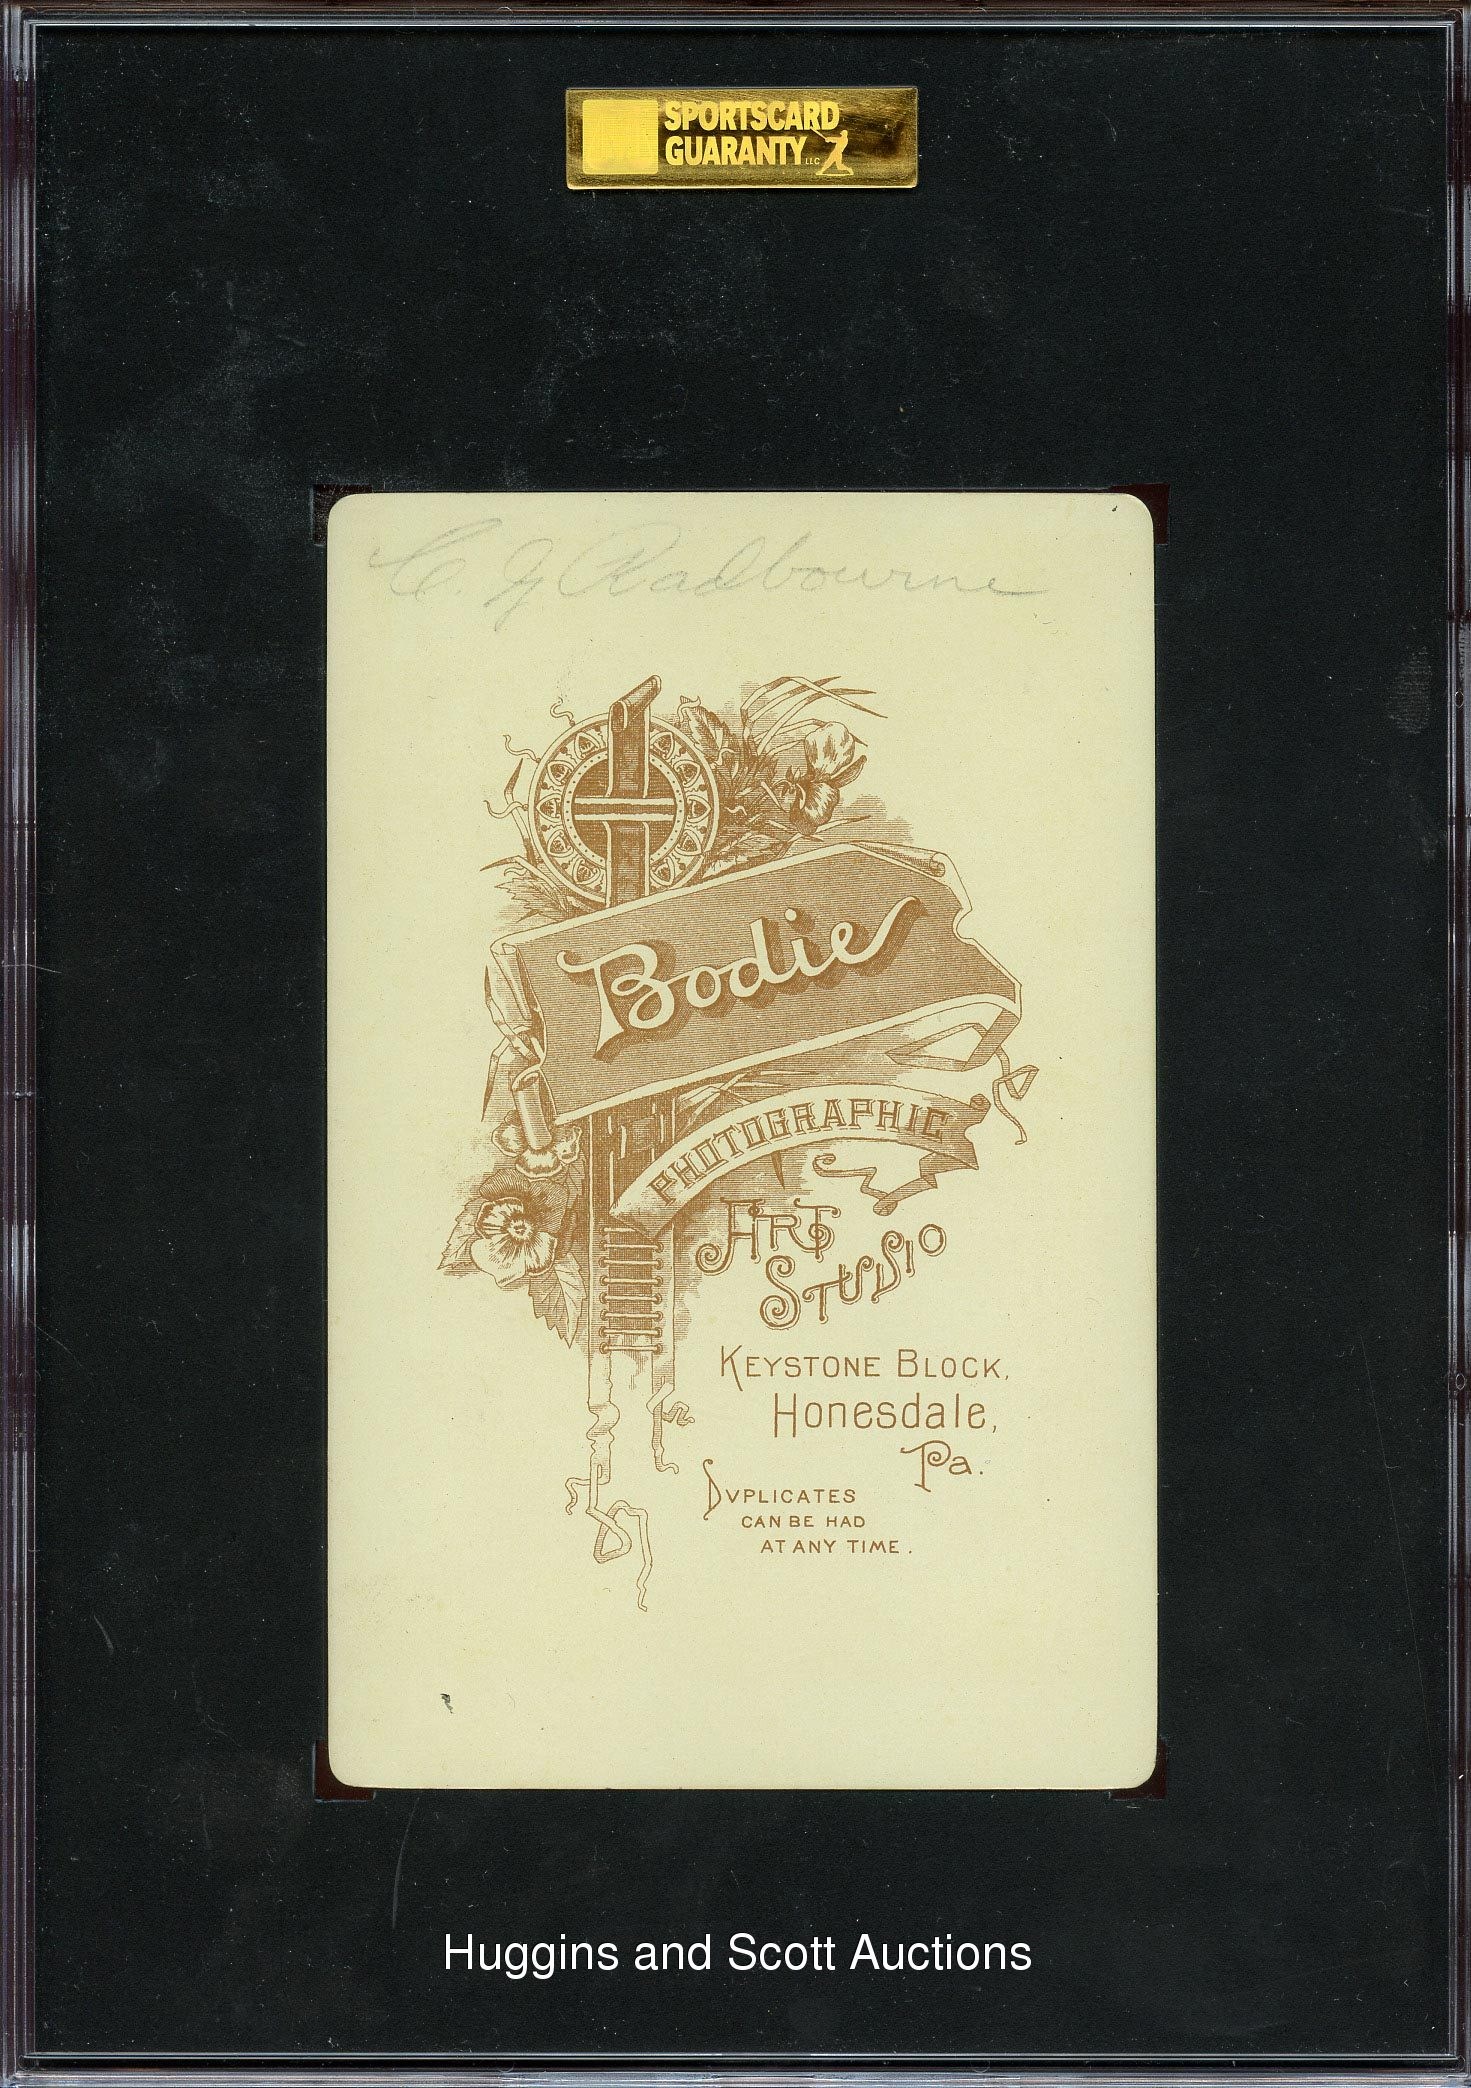 SPORTSCARD
GUARANTY LLC
C. G Radbourne
Bodie
PHOTOGRAPHIC
ART
STUDIO
KEYSTONE BLOCK,
Honesdale,
Pa.
DVPLICATES
CAN BE HAD
AT ANY TIME.
Huggins and Scott Auctions